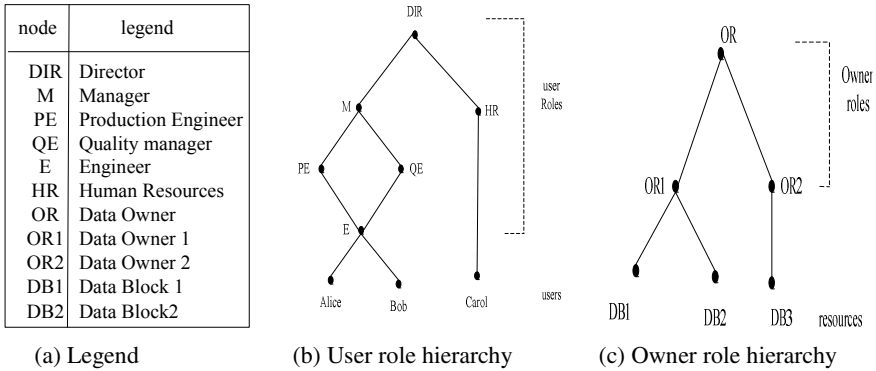 node legend
DIR Director
M Manager
PE Production Engineer
QE Quality manager
E Engineer
HR Human Resources
OR Data Owner
OR1 Data Owner 1
OR2 Data Owner 2
DB1 Data Block 1
DB2 Data Block2
(a) Legend
DIR
user
Roles
M
HR
PE
QE
E
Alice
Bob
Carol
users
(b) User role hierarchy
OR
Owner
roles
OR1
OR2
DB1
DB2
DB3
resources
(c) Owner role hierarchy